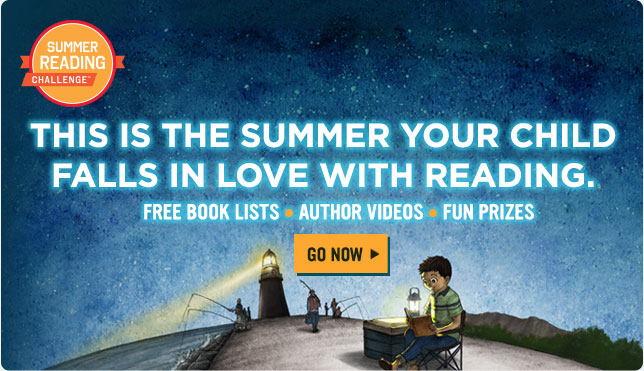 SUMMER
READING
CHALLENGE™
THIS IS THE SUMMER YOUR CHILD
FALLS IN LOVE WITH READING.
FREE BOOK LISTS • AUTHOR VIDEOS • FUN PRIZES
GO NOW ▶